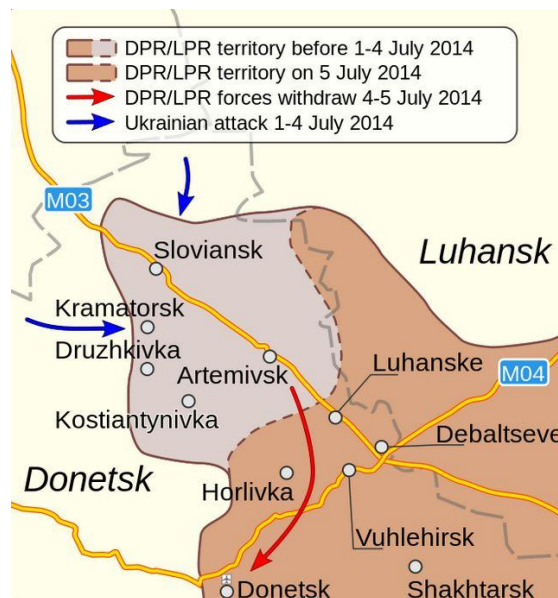 DPR/LPR territory before 1-4 July 2014
DPR/LPR territory on 5 July 2014
DPR/LPR forces withdraw 4-5 July 2014
Ukrainian attack 1-4 July 2014
M03
Sloviansk
Luhansk
Kramatorsk
Druzhkivka
Artemivsk
Luhanske
M04
Kostiantynivka
Debaltseve
Donetsk
Horlivka
Vuhlehirsk
Donetsk
Shakhtarsk